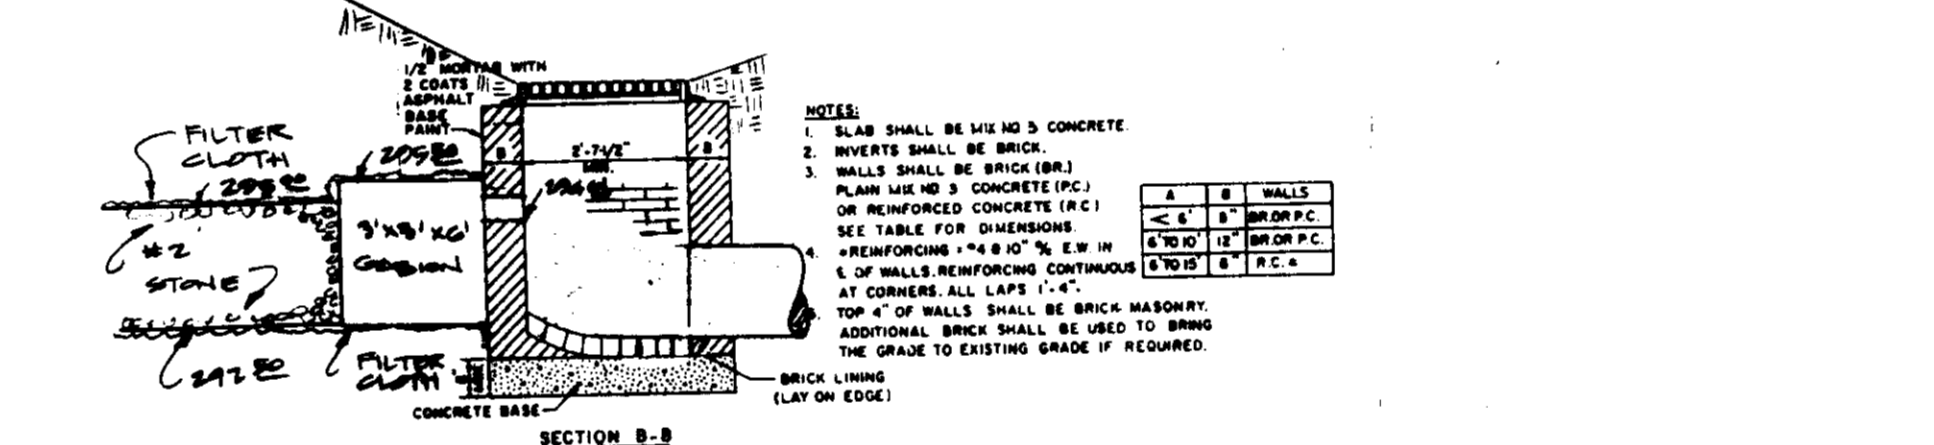 1/2" MORTAR WITH
2 COATS
ASPHALT
BASE
PAINT
FILTER
CLOTH
#2
STONE
3' x 3' x 6'
GABION
2'-7 1/2"
MIN.
B
B
FILTER
CLOTH
CONCRETE BASE
BRICK LINING
(LAY ON EDGE)
SECTION B-B
NOTES:
1. SLAB SHALL BE MIX NO 3 CONCRETE.
2. INVERTS SHALL BE BRICK.
3. WALLS SHALL BE BRICK (BR.)
PLAIN MIX NO 3 CONCRETE (P.C.)
OR REINFORCED CONCRETE (R.C)
SEE TABLE FOR DIMENSIONS.
4. *REINFORCING = #4 @ 10" % E.W. IN
℄ OF WALLS. REINFORCING CONTINUOUS
AT CORNERS. ALL LAPS 1'-4".
TOP 4" OF WALLS SHALL BE BRICK MASONRY.
ADDITIONAL BRICK SHALL BE USED TO BRING
THE GRADE TO EXISTING GRADE IF REQUIRED.
A B WALLS
< 6' 8" BR.OR P.C.
6'TO 10' 12" BR.OR P.C.
6'TO 15' 8" R.C. *